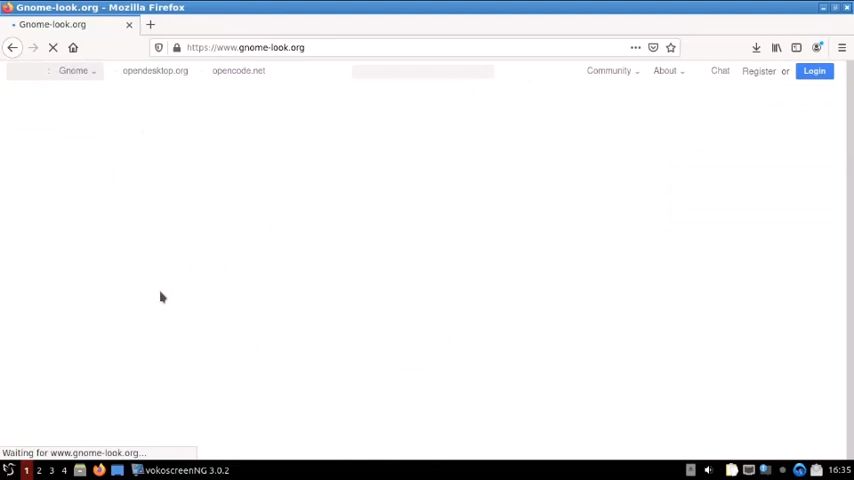 Gnome-look.org - Mozilla Firefox
Gnome-look.org
https://www.gnome-look.org
: Gnome opendesktop.org opencode.net Community About Chat Register or Login
Waiting for www.gnome-look.org...
1 2 3 4 vokoscreenNG 3.0.2 16:35